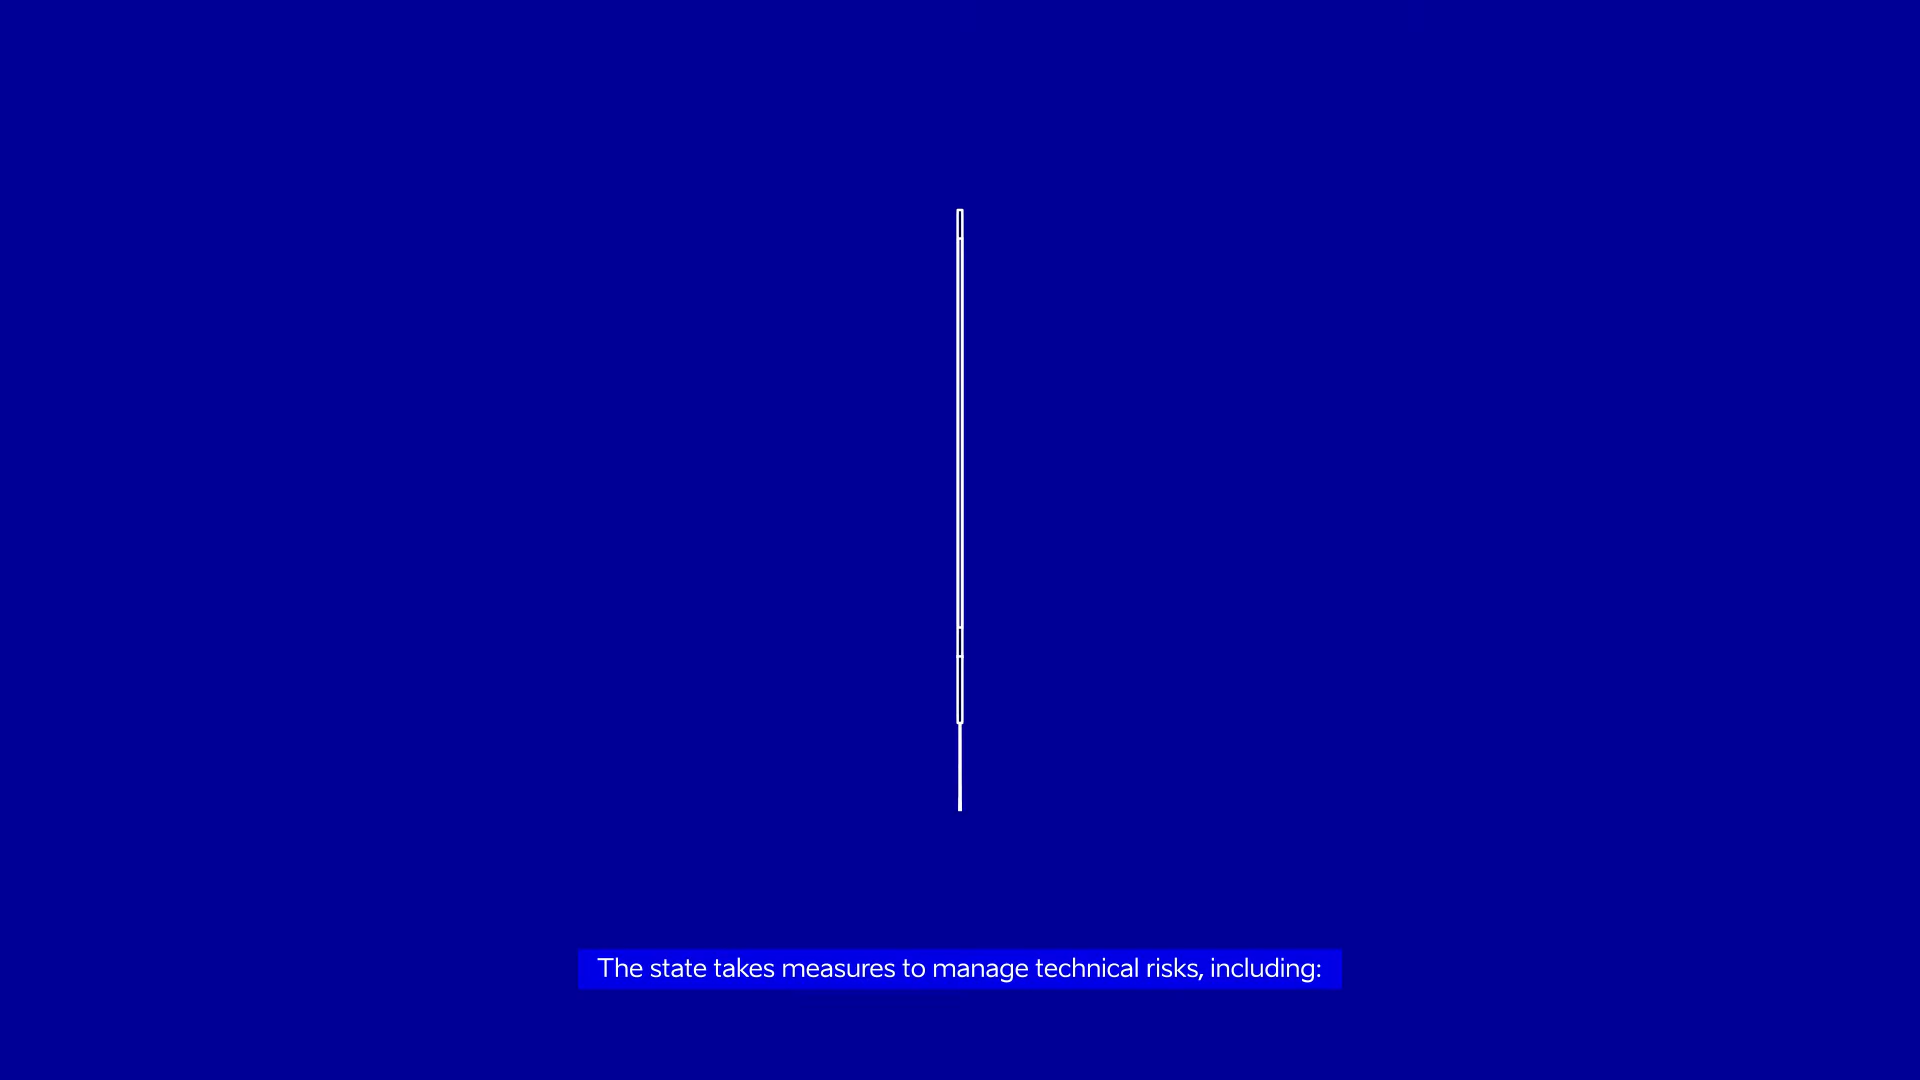 The state takes measures to manage technical risks, including: